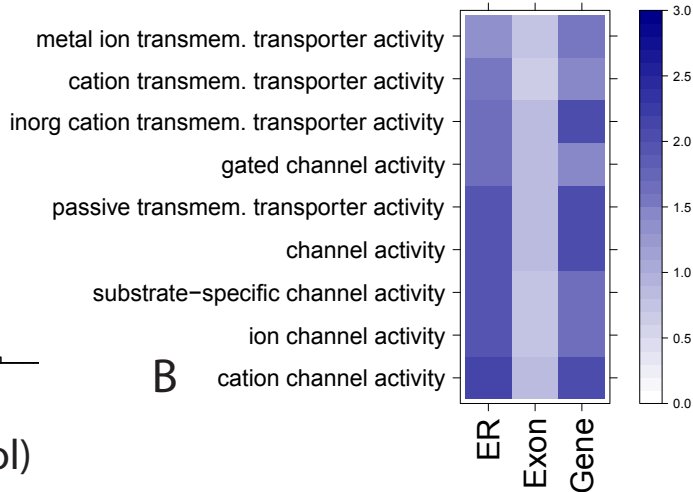 metal ion transmem. transporter activity
cation transmem. transporter activity
inorg cation transmem. transporter activity
gated channel activity
passive transmem. transporter activity
channel activity
substrate−specific channel activity
ion channel activity
B cation channel activity
ER Exon Gene
3.0
2.5
2.0
1.5
1.0
0.5
0.0
ol)